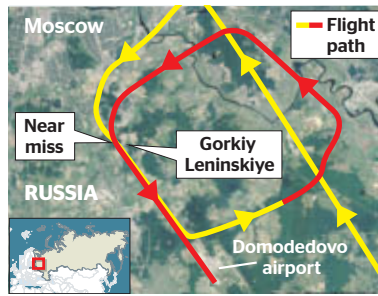 Moscow
Flight
path
Near
miss
Gorkiy
Leninskiye
RUSSIA
Domodedovo
airport